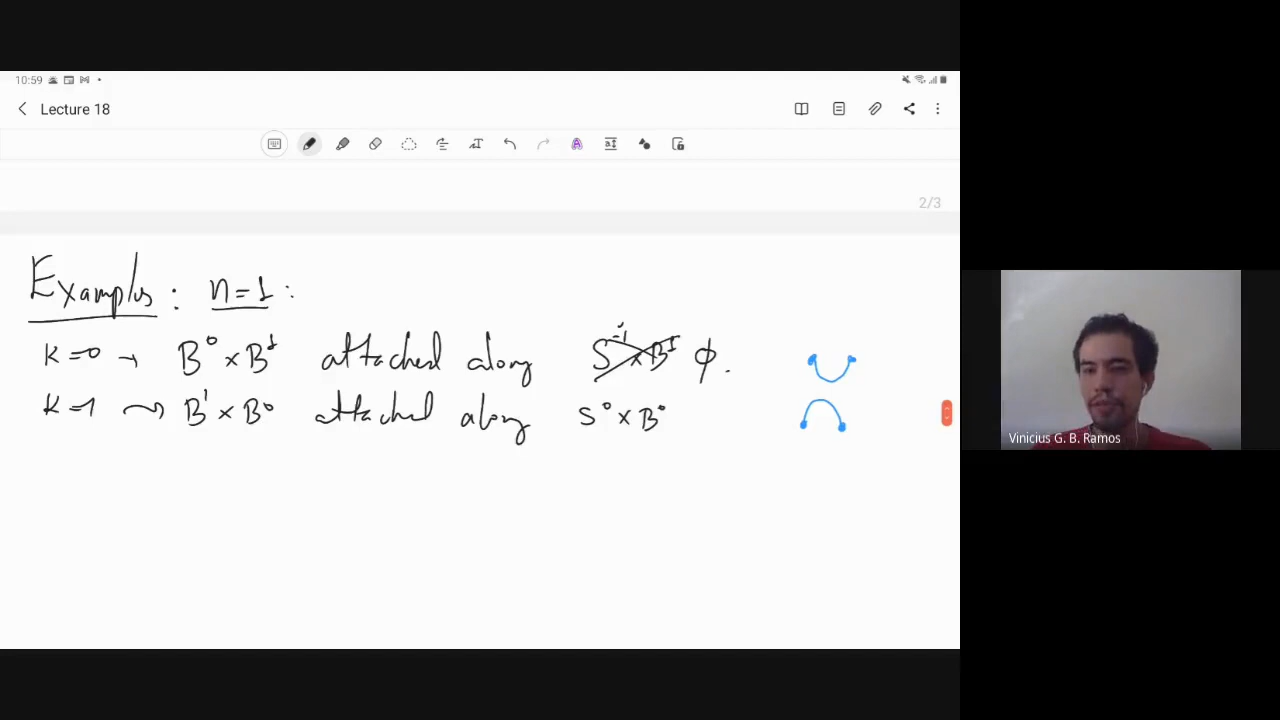 10:59
Lecture 18
2/3
Examples : n=1 :
K=0 → B⁰ × B¹ attached along S⁻¹ × B¹ ϕ.
K=1 ⇝ B¹ × B⁰ attached along S⁰ × B⁰
Vinicius G. B. Ramos